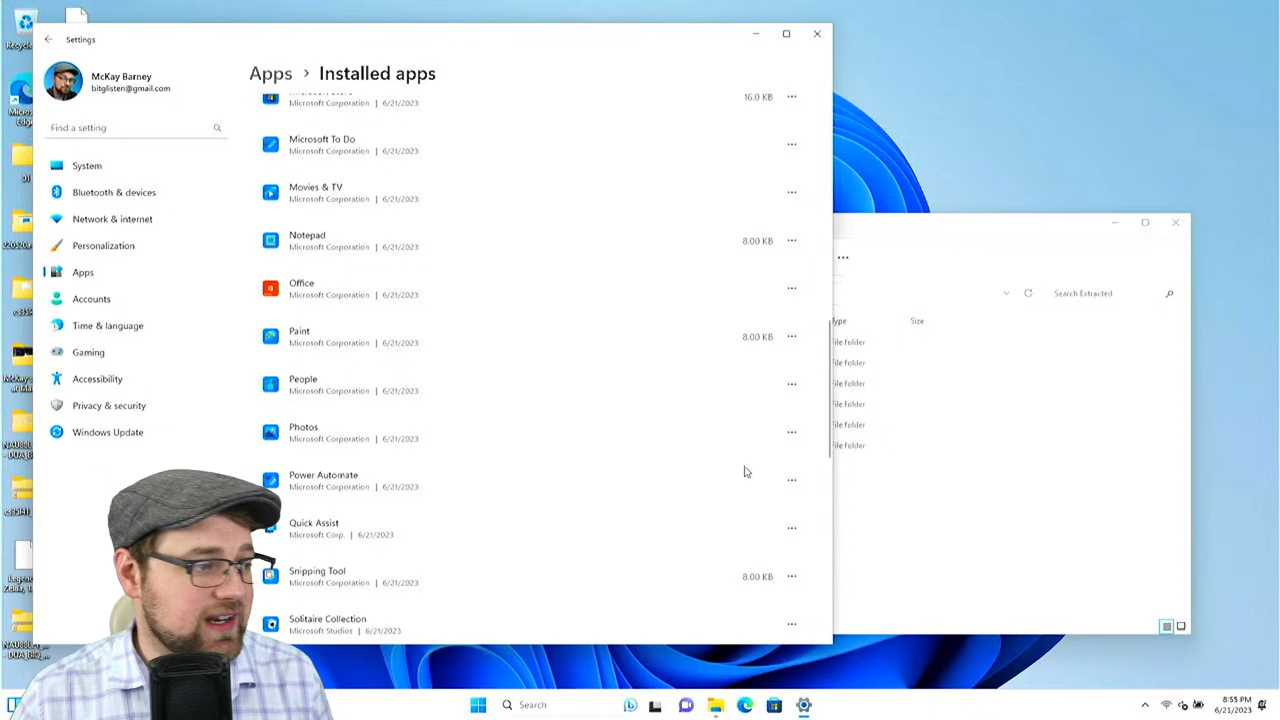 Settings
McKay Barney
bitglisten@gmail.com
Find a setting
System
Bluetooth & devices
Network & internet
Personalization
Apps
Accounts
Time & language
Gaming
Accessibility
Privacy & security
Windows Update
Apps > Installed apps
Microsoft Corporation | 6/21/2023
16.0 KB
Microsoft To Do
Microsoft Corporation | 6/21/2023
Movies & TV
Microsoft Corporation | 6/21/2023
Notepad
Microsoft Corporation | 6/21/2023
8.00 KB
Office
Microsoft Corporation | 6/21/2023
Paint
Microsoft Corporation | 6/21/2023
8.00 KB
People
Microsoft Corporation | 6/21/2023
Photos
Microsoft Corporation | 6/21/2023
Power Automate
Microsoft Corporation | 6/21/2023
Quick Assist
Microsoft Corp. | 6/21/2023
Snipping Tool
Microsoft Corporation | 6/21/2023
8.00 KB
Solitaire Collection
Microsoft Studios | 6/21/2023
Search Extracted
Type
Size
File folder
File folder
File folder
File folder
File folder
File folder
Search
8:55 PM
6/21/2023